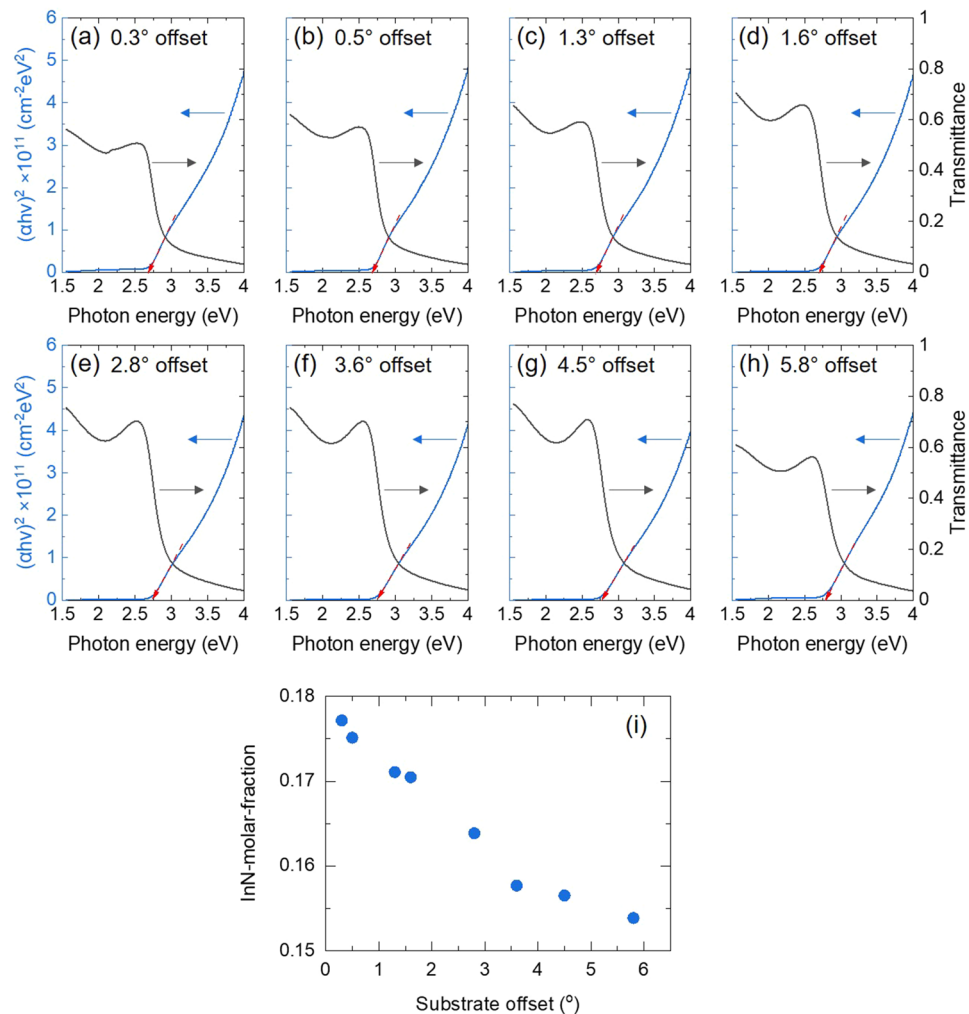 (a) 0.3° offset
(b) 0.5° offset
(c) 1.3° offset
(d) 1.6° offset
(αhν)² ×10¹¹ (cm⁻²eV²)
6
5
4
3
2
1
0
1
0.8
0.6
0.4
0.2
0
Transmittance
1.5 2 2.5 3 3.5 4
1.5 2 2.5 3 3.5 4
1.5 2 2.5 3 3.5 4
1.5 2 2.5 3 3.5 4
Photon energy (eV)
Photon energy (eV)
Photon energy (eV)
Photon energy (eV)
(e) 2.8° offset
(f) 3.6° offset
(g) 4.5° offset
(h) 5.8° offset
(αhν)² ×10¹¹ (cm⁻²eV²)
6
5
4
3
2
1
0
1
0.8
0.6
0.4
0.2
0
Transmittance
1.5 2 2.5 3 3.5 4
1.5 2 2.5 3 3.5 4
1.5 2 2.5 3 3.5 4
1.5 2 2.5 3 3.5 4
Photon energy (eV)
Photon energy (eV)
Photon energy (eV)
Photon energy (eV)
(i)
InN-molar-fraction
0.18
0.17
0.16
0.15
0 1 2 3 4 5 6
Substrate offset (°)